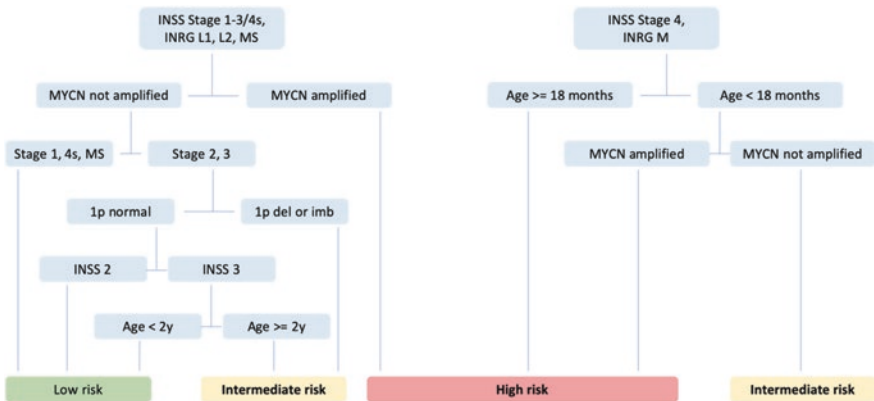 INSS Stage 1-3/4s,
INRG L1, L2, MS
INSS Stage 4,
INRG M
MYCN not amplified
MYCN amplified
Age >= 18 months
Age < 18 months
Stage 1, 4s, MS
Stage 2, 3
MYCN amplified
MYCN not amplified
1p normal
1p del or imb
INSS 2
INSS 3
Age < 2y
Age >= 2y
Low risk
Intermediate risk
High risk
Intermediate risk